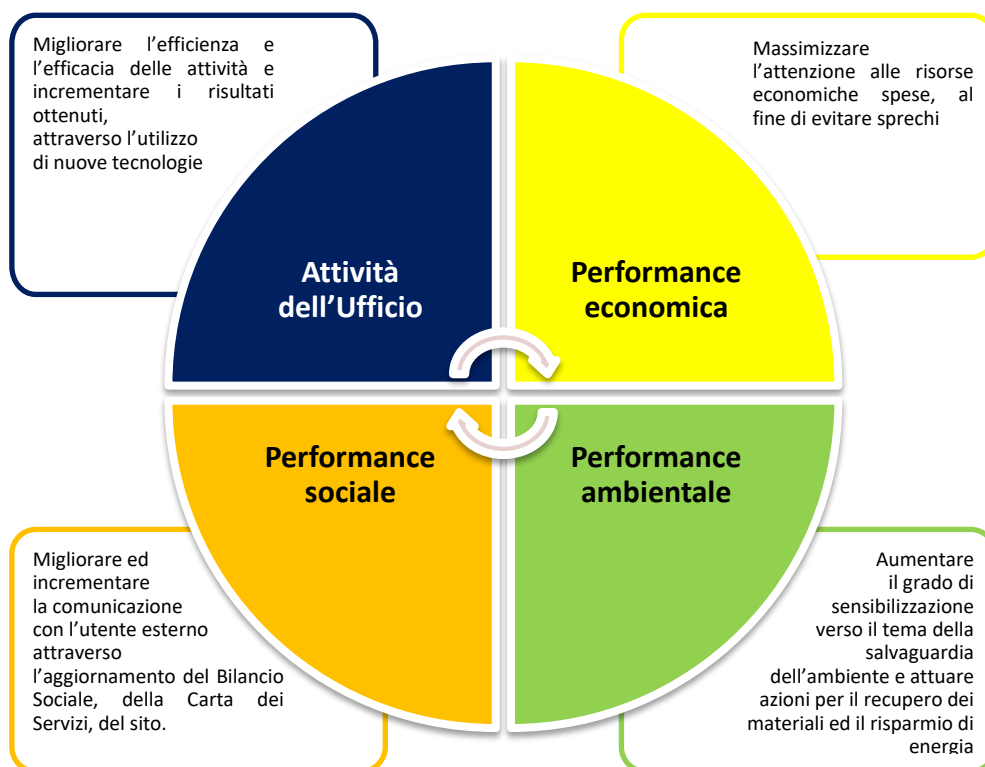 Migliorare l’efficienza e
l’efficacia delle attività e
incrementare i risultati
ottenuti,
attraverso l’utilizzo
di nuove tecnologie
Massimizzare
l’attenzione alle risorse
economiche spese, al
fine di evitare sprechi
Attività
dell’Ufficio
Performance
economica
Performance
sociale
Performance
ambientale
Migliorare ed
incrementare
la comunicazione
con l’utente esterno
attraverso
l’aggiornamento del Bilancio
Sociale, della Carta dei
Servizi, del sito.
Aumentare
il grado di
sensibilizzazione
verso il tema della
salvaguardia
dell’ambiente e attuare
azioni per il recupero dei
materiali ed il risparmio di
energia